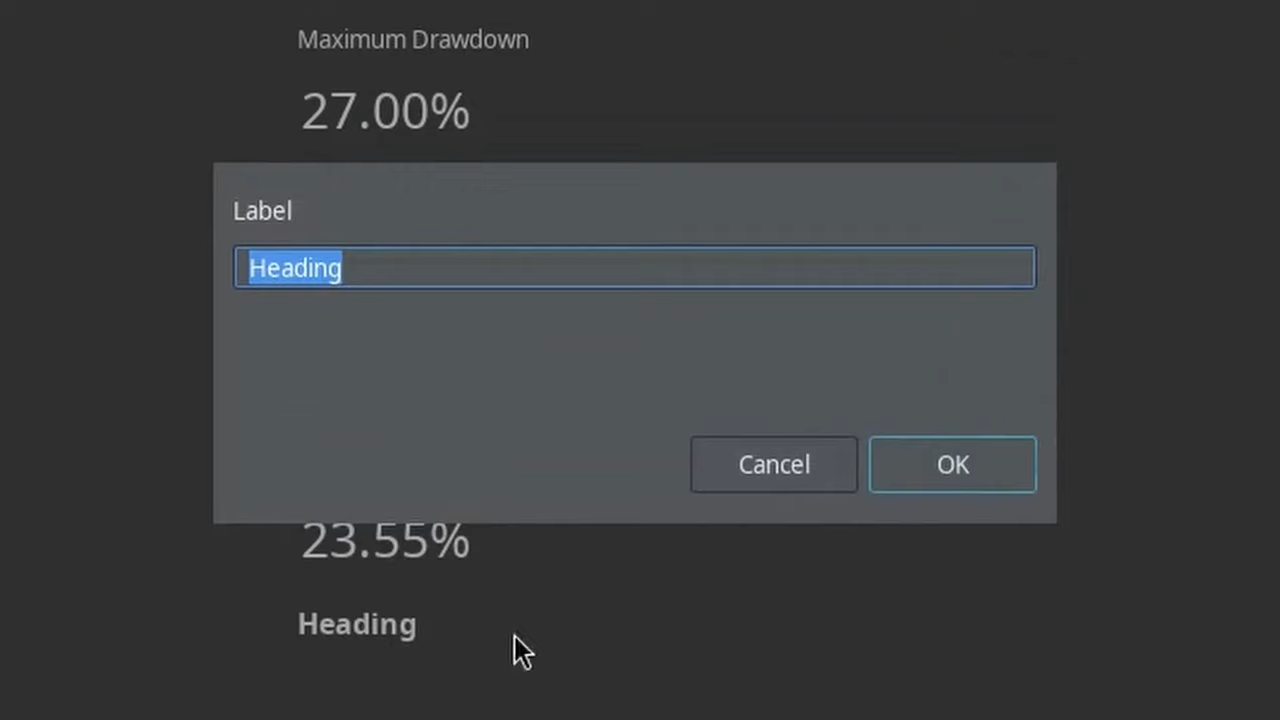 Maximum Drawdown
27.00%
Label
Heading
Cancel
OK
23.55%
Heading